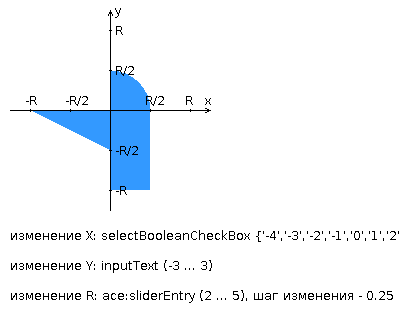 y
R
R/2
-R -R/2 R/2 R x
-R/2
-R
изменение X: selectBooleanCheckBox {'-4','-3','-2','-1','0','1','2'
изменение Y: inputText (-3 ... 3)
изменение R: ace:sliderEntry (2 ... 5), шаг изменения - 0.25